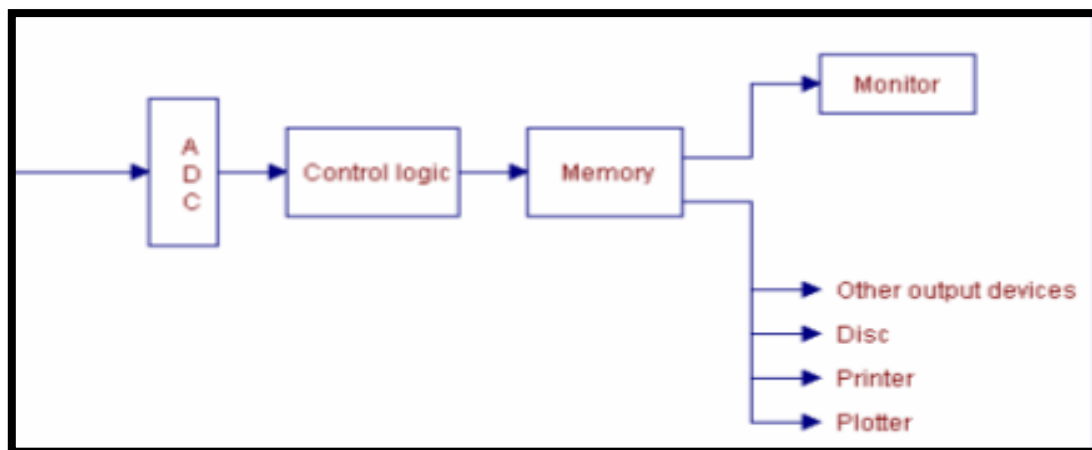 Monitor
A
D
C
Control logic
Memory
Other output devices
Disc
Printer
Plotter